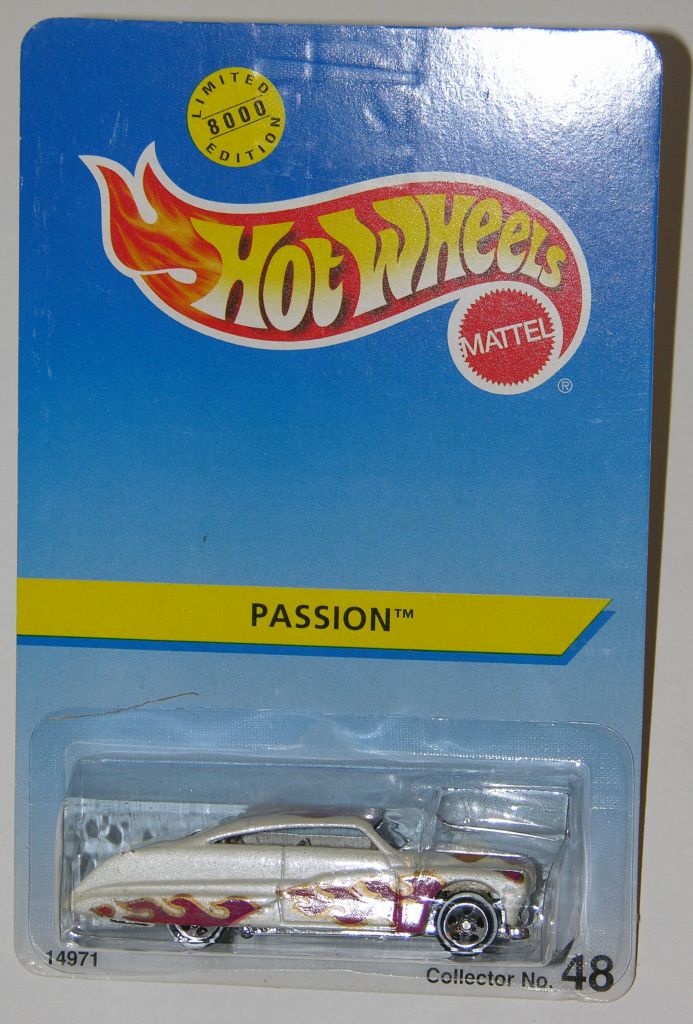 LIMITED
8000
EDITION
HOT WHEELS
MATTEL
®
PASSION™
14971
Collector No. 48